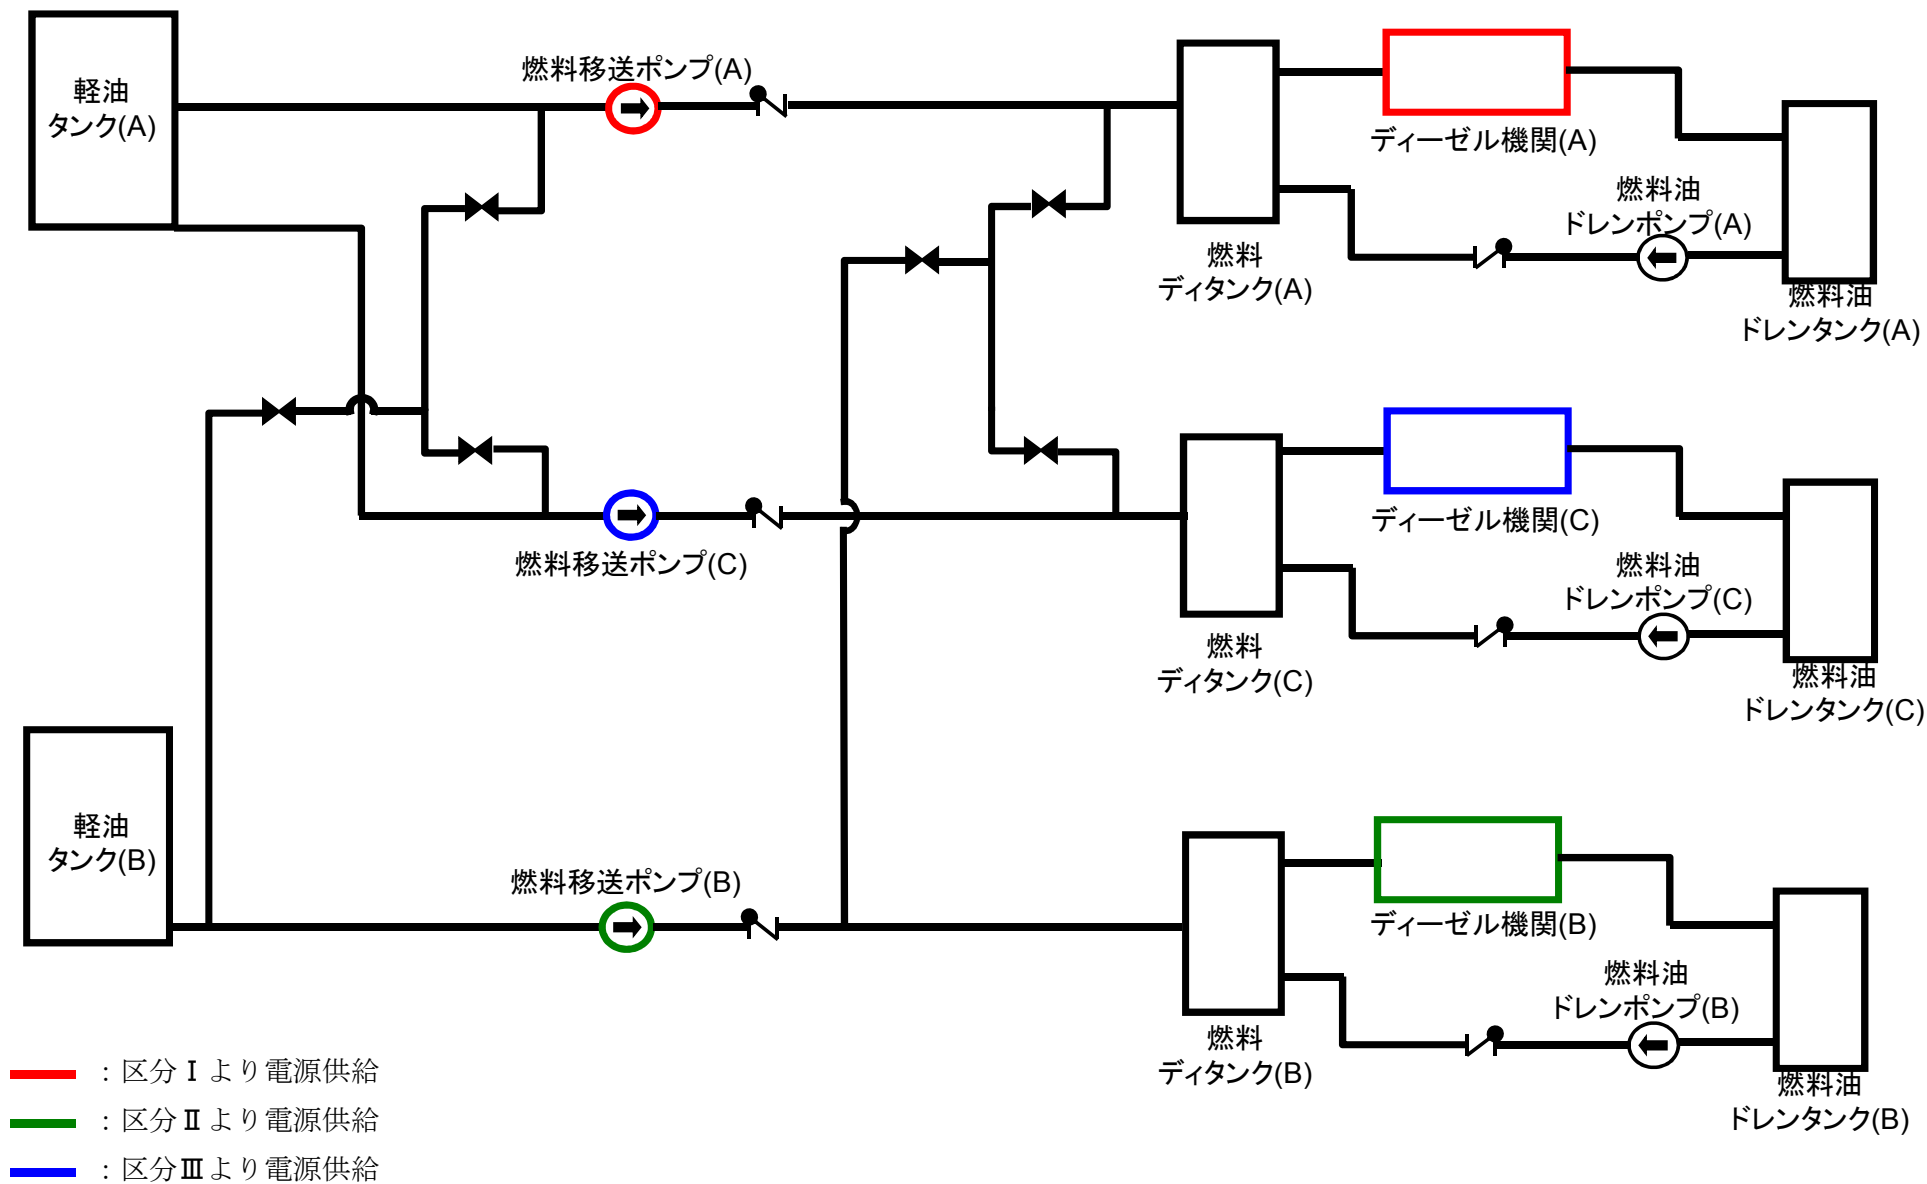 軽油
タンク(A)
燃料移送ポンプ(A)
ディーゼル機関(A)
燃料
ディタンク(A)
燃料油
ドレンポンプ(A)
燃料油
ドレンタンク(A)
燃料移送ポンプ(C)
ディーゼル機関(C)
燃料
ディタンク(C)
燃料油
ドレンポンプ(C)
燃料油
ドレンタンク(C)
軽油
タンク(B)
燃料移送ポンプ(B)
ディーゼル機関(B)
燃料
ディタンク(B)
燃料油
ドレンポンプ(B)
燃料油
ドレンタンク(B)
：区分Ⅰより電源供給
：区分Ⅱより電源供給
：区分Ⅲより電源供給